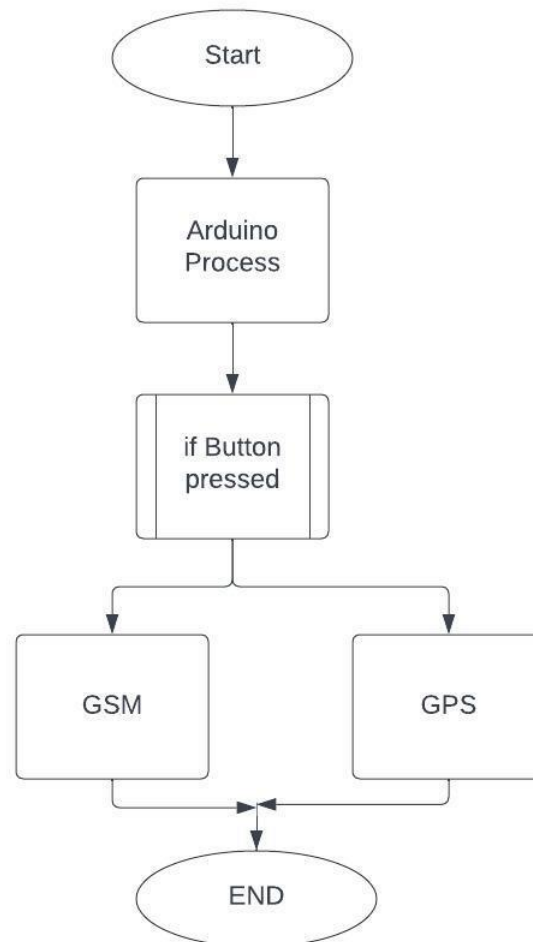 Start
Arduino
Process
if Button
pressed
GSM
GPS
END